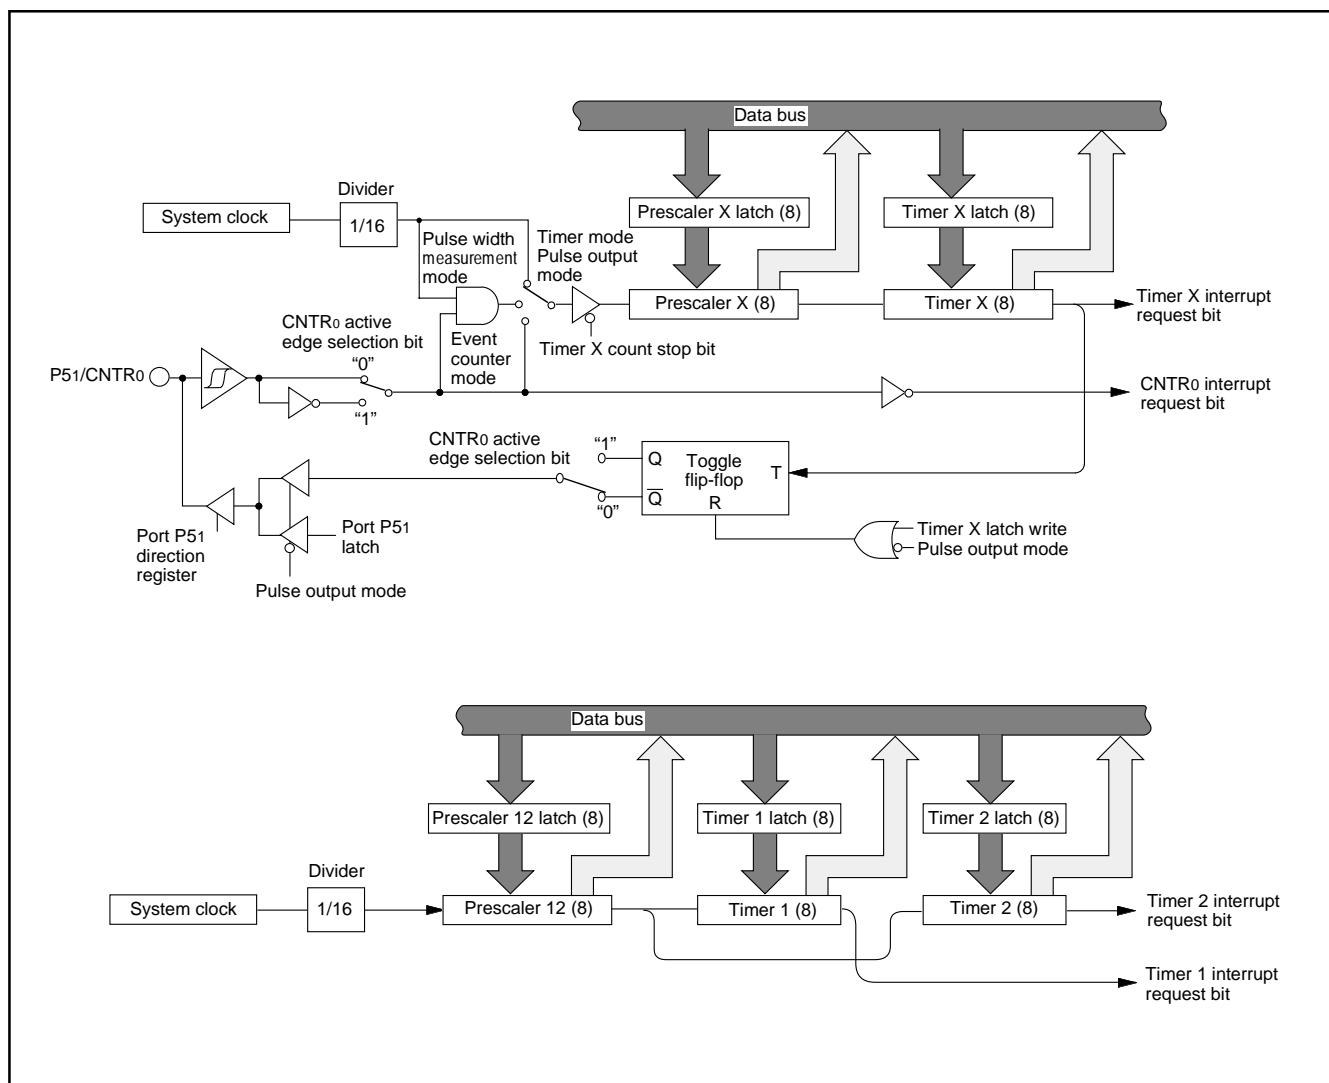 Data bus
Divider
System clock
1/16
Prescaler X latch (8)
Timer X latch (8)
Pulse width
measurement
mode
Timer mode
Pulse output
mode
Prescaler X (8)
Timer X (8)
Timer X interrupt
request bit
CNTR0 active
edge selection bit
"0"
Event
counter
mode
Timer X count stop bit
P51/CNTR0
"1"
CNTR0 interrupt
request bit
CNTR0 active
edge selection bit
"1"
Q
Toggle
flip-flop
T
Q̅
R
"0"
Port P51
direction
register
Port P51
latch
Pulse output mode
Timer X latch write
Pulse output mode
Data bus
Prescaler 12 latch (8)
Timer 1 latch (8)
Timer 2 latch (8)
Divider
System clock
1/16
Prescaler 12 (8)
Timer 1 (8)
Timer 2 (8)
Timer 2 interrupt
request bit
Timer 1 interrupt
request bit